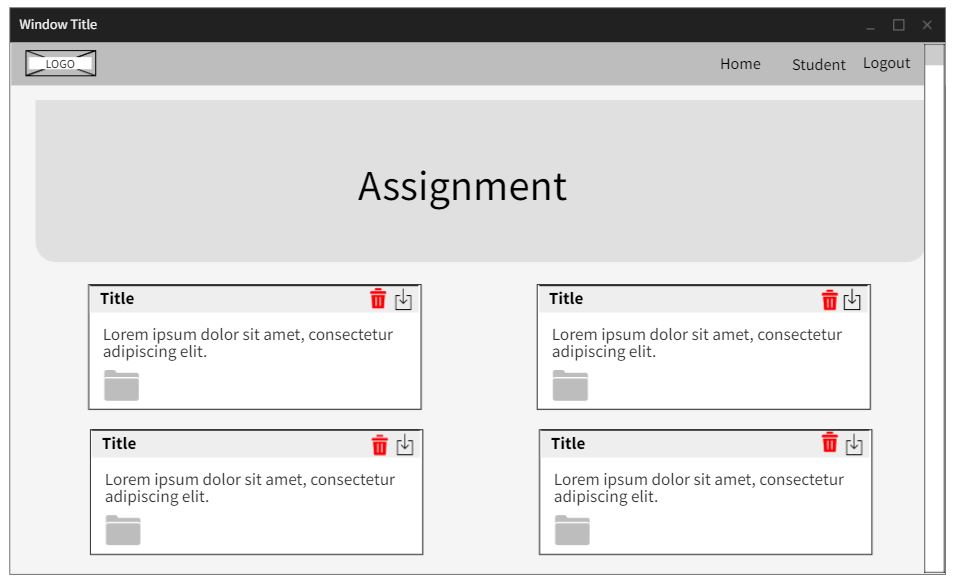 Window Title
LOGO
Home Student Logout
Assignment
Title
Lorem ipsum dolor sit amet, consectetur
adipiscing elit.
Title
Lorem ipsum dolor sit amet, consectetur
adipiscing elit.
Title
Lorem ipsum dolor sit amet, consectetur
adipiscing elit.
Title
Lorem ipsum dolor sit amet, consectetur
adipiscing elit.